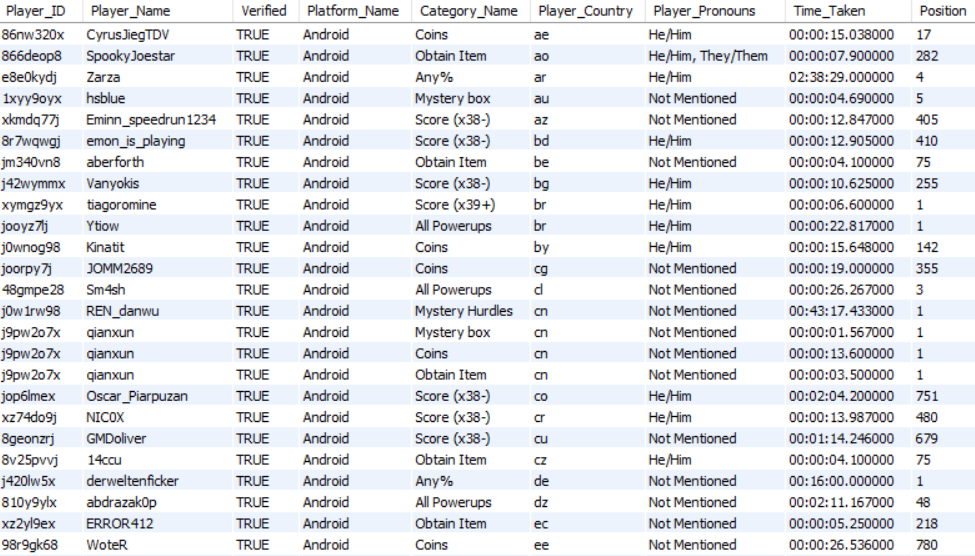 Player_ID Player_Name Verified Platform_Name Category_Name Player_Country Player_Pronouns Time_Taken Position
86nw320x CyrusJiegTDV TRUE Android Coins ae He/Him 00:00:15.038000 17
866deop8 SpookyJoestar TRUE Android Obtain Item ao He/Him, They/Them 00:00:07.900000 282
e8e0kydj Zarza TRUE Android Any% ar He/Him 02:38:29.000000 4
1xyy9oyx hsblue TRUE Android Mystery box au Not Mentioned 00:00:04.690000 5
xkmdq77j Eminn_speedrun1234 TRUE Android Score (x38-) az Not Mentioned 00:00:12.847000 405
8r7wqwgj emon_is_playing TRUE Android Score (x38-) bd He/Him 00:00:12.905000 410
jm340vn8 aberforth TRUE Android Obtain Item be Not Mentioned 00:00:04.100000 75
j42wymmx Vanyokis TRUE Android Score (x38-) bg He/Him 00:00:10.625000 255
xymgz9yx tiagoromine TRUE Android Score (x39+) br He/Him 00:00:06.600000 1
jooyz7lj Ytiow TRUE Android All Powerups br He/Him 00:00:22.817000 1
j0wnog98 Kinatit TRUE Android Coins by He/Him 00:00:15.648000 142
joorpy7j JOMM2689 TRUE Android Coins cg Not Mentioned 00:00:19.000000 355
48gmpe28 Sm4sh TRUE Android All Powerups cl Not Mentioned 00:00:26.267000 3
j0w1rw98 REN_danwu TRUE Android Mystery Hurdles cn Not Mentioned 00:43:17.433000 1
j9pw2o7x qianxun TRUE Android Mystery box cn Not Mentioned 00:00:01.567000 1
j9pw2o7x qianxun TRUE Android Coins cn Not Mentioned 00:00:13.600000 1
j9pw2o7x qianxun TRUE Android Obtain Item cn Not Mentioned 00:00:03.500000 1
jop6lmex Oscar_Piarpuzan TRUE Android Score (x38-) co He/Him 00:02:04.200000 751
xz74do9j NIC0X TRUE Android Score (x38-) cr He/Him 00:00:13.987000 480
8geonzrj GMDoliver TRUE Android Score (x38-) cu Not Mentioned 00:01:14.246000 679
8v25pvvj 14ccu TRUE Android Obtain Item cz He/Him 00:00:04.100000 75
j420lw5x derweltenficker TRUE Android Any% de Not Mentioned 00:16:00.000000 1
810y9ylx abdrazak0p TRUE Android All Powerups dz Not Mentioned 00:02:11.167000 48
xz2yl9ex ERROR412 TRUE Android Obtain Item ec Not Mentioned 00:00:05.250000 218
98r9gk68 WoteR TRUE Android Coins ee Not Mentioned 00:00:26.536000 780